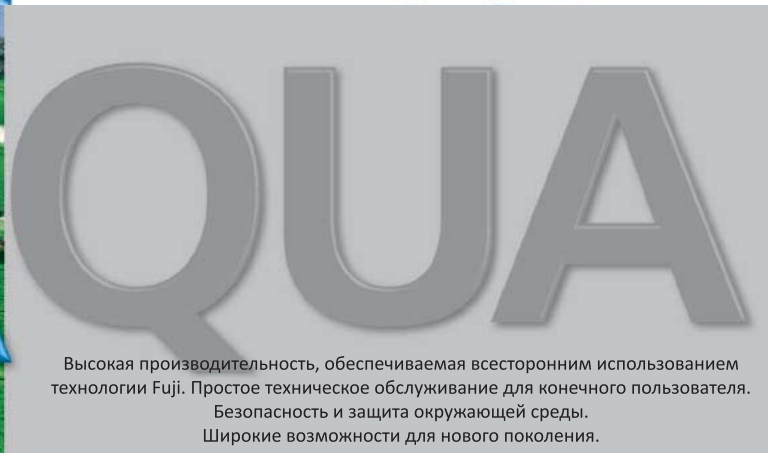 QUA
Высокая производительность, обеспечиваемая всесторонним использованием
технологии Fuji. Простое техническое обслуживание для конечного пользователя.
Безопасность и защита окружающей среды.
Широкие возможности для нового поколения.